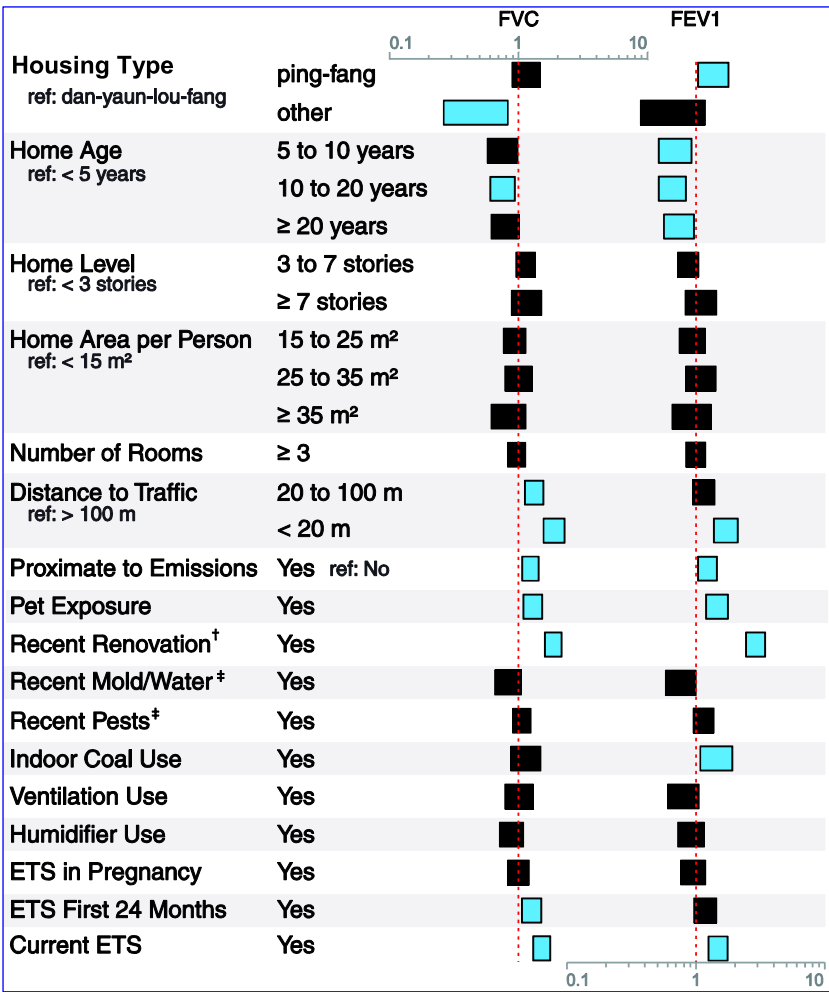 FVC FEV1
0.1 1 10
Housing Type ping-fang
ref: dan-yaun-lou-fang
other
Home Age 5 to 10 years
ref: < 5 years
10 to 20 years
≥ 20 years
Home Level 3 to 7 stories
ref: < 3 stories
≥ 7 stories
Home Area per Person 15 to 25 m²
ref: < 15 m²
25 to 35 m²
≥ 35 m²
Number of Rooms ≥ 3
Distance to Traffic 20 to 100 m
ref: > 100 m
< 20 m
Proximate to Emissions Yes ref: No
Pet Exposure Yes
Recent Renovation† Yes
Recent Mold/Water‡ Yes
Recent Pests‡ Yes
Indoor Coal Use Yes
Ventilation Use Yes
Humidifier Use Yes
ETS in Pregnancy Yes
ETS First 24 Months Yes
Current ETS Yes
0.1 1 10